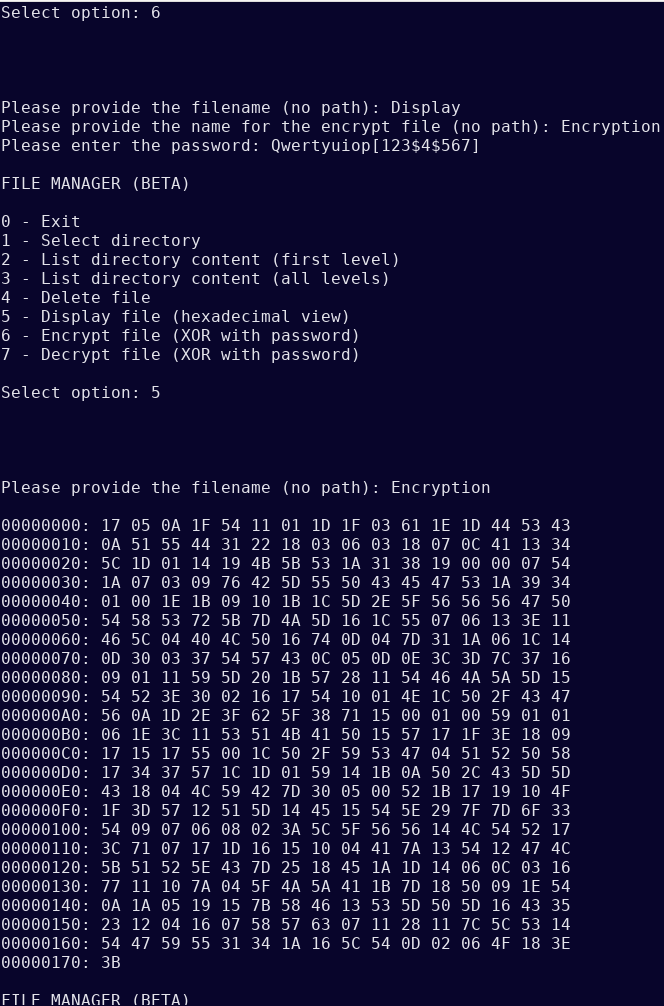 Select option: 6
Please provide the filename (no path): Display
Please provide the name for the encrypt file (no path): Encryption
Please enter the password: Qwertyuiop[123$4$567]
FILE MANAGER (BETA)
0 - Exit
1 - Select directory
2 - List directory content (first level)
3 - List directory content (all levels)
4 - Delete file
5 - Display file (hexadecimal view)
6 - Encrypt file (XOR with password)
7 - Decrypt file (XOR with password)
Select option: 5
Please provide the filename (no path): Encryption
00000000: 17 05 0A 1F 54 11 01 1D 1F 03 61 1E 1D 44 53 43
00000010: 0A 51 55 44 31 22 18 03 06 03 18 07 0C 41 13 34
00000020: 5C 1D 01 14 19 4B 5B 53 1A 31 38 19 00 00 07 54
00000030: 1A 07 03 09 76 42 5D 55 50 43 45 47 53 1A 39 34
00000040: 01 00 1E 1B 09 10 1B 1C 5D 2E 5F 56 56 56 47 50
00000050: 54 58 53 72 5B 7D 4A 5D 16 1C 55 07 06 13 3E 11
00000060: 46 5C 04 40 4C 50 16 74 0D 04 7D 31 1A 06 1C 14
00000070: 0D 30 03 37 54 57 43 0C 05 0D 0E 3C 3D 7C 37 16
00000080: 09 01 11 59 5D 20 1B 57 28 11 54 46 4A 5A 5D 15
00000090: 54 52 3E 30 02 16 17 54 10 01 4E 1C 50 2F 43 47
000000A0: 56 0A 1D 2E 3F 62 5F 38 71 15 00 01 00 59 01 01
000000B0: 06 1E 3C 11 53 51 4B 41 50 15 57 17 1F 3E 18 09
000000C0: 17 15 17 55 00 1C 50 2F 59 53 47 04 51 52 50 58
000000D0: 17 34 37 57 1C 1D 01 59 14 1B 0A 50 2C 43 5D 5D
000000E0: 43 18 04 4C 59 42 7D 30 05 00 52 1B 17 19 10 4F
000000F0: 1F 3D 57 12 51 5D 14 45 15 54 5E 29 7F 7D 6F 33
00000100: 54 09 07 06 08 02 3A 5C 5F 56 56 14 4C 54 52 17
00000110: 3C 71 07 17 1D 16 15 10 04 41 7A 13 54 12 47 4C
00000120: 5B 51 52 5E 43 7D 25 18 45 1A 1D 14 06 0C 03 16
00000130: 77 11 10 7A 04 5F 4A 5A 41 1B 7D 18 50 09 1E 54
00000140: 0A 1A 05 19 15 7B 58 46 13 53 5D 50 5D 16 43 35
00000150: 23 12 04 16 07 58 57 63 07 11 28 11 7C 5C 53 14
00000160: 54 47 59 55 31 34 1A 16 5C 54 0D 02 06 4F 18 3E
00000170: 3B
FILE MANAGER (BETA)